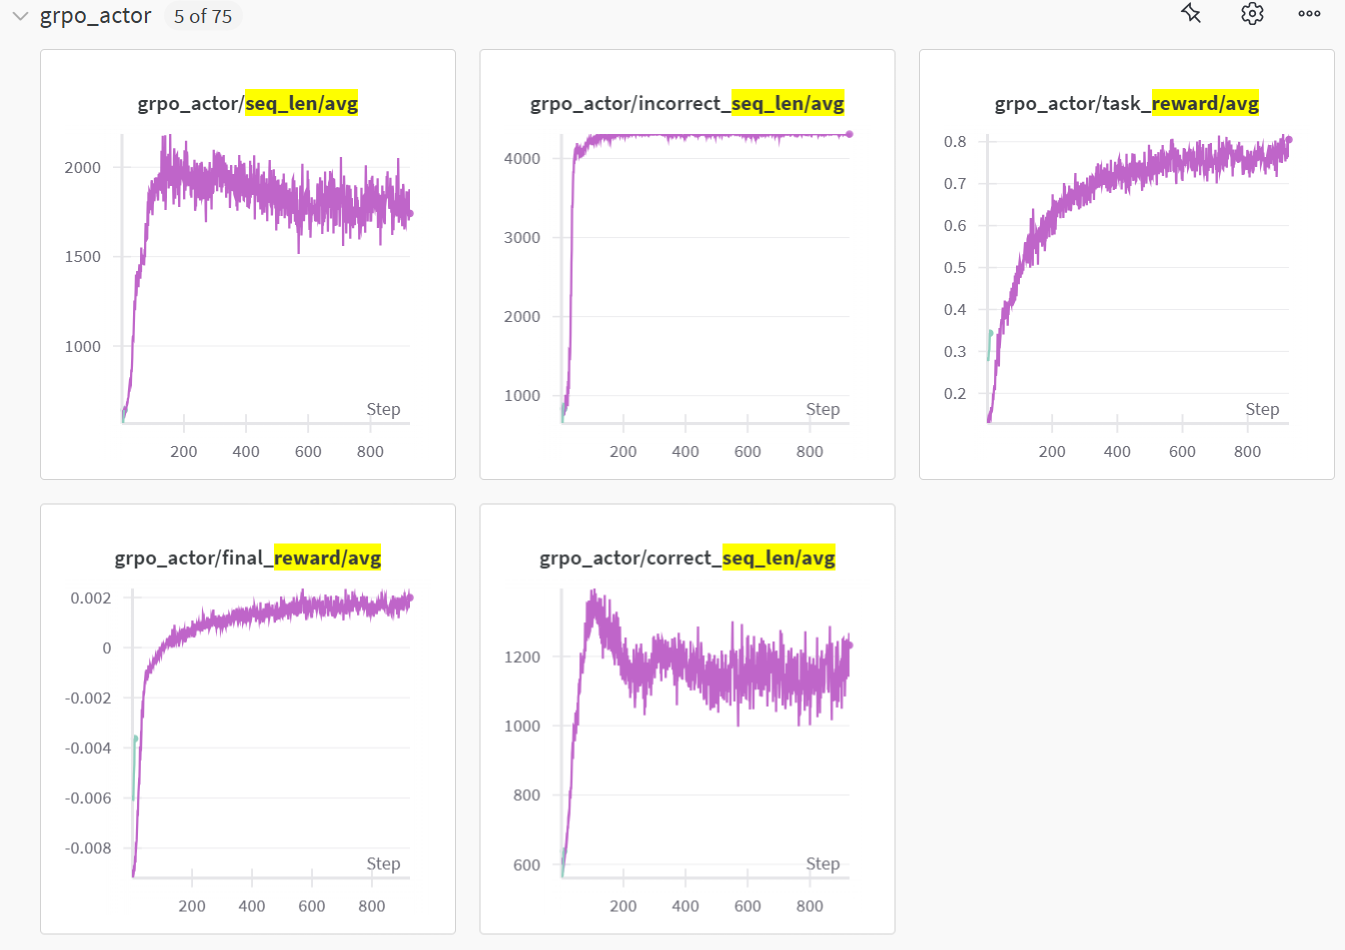 grpo_actor 5 of 75
grpo_actor/seq_len/avg
2000
1500
1000
Step
200 400 600 800
grpo_actor/incorrect_seq_len/avg
4000
3000
2000
1000
Step
200 400 600 800
grpo_actor/task_reward/avg
0.8
0.7
0.6
0.5
0.4
0.3
0.2
Step
200 400 600 800
grpo_actor/final_reward/avg
0.002
0
-0.002
-0.004
-0.006
-0.008
Step
200 400 600 800
grpo_actor/correct_seq_len/avg
1200
1000
800
600
Step
200 400 600 800